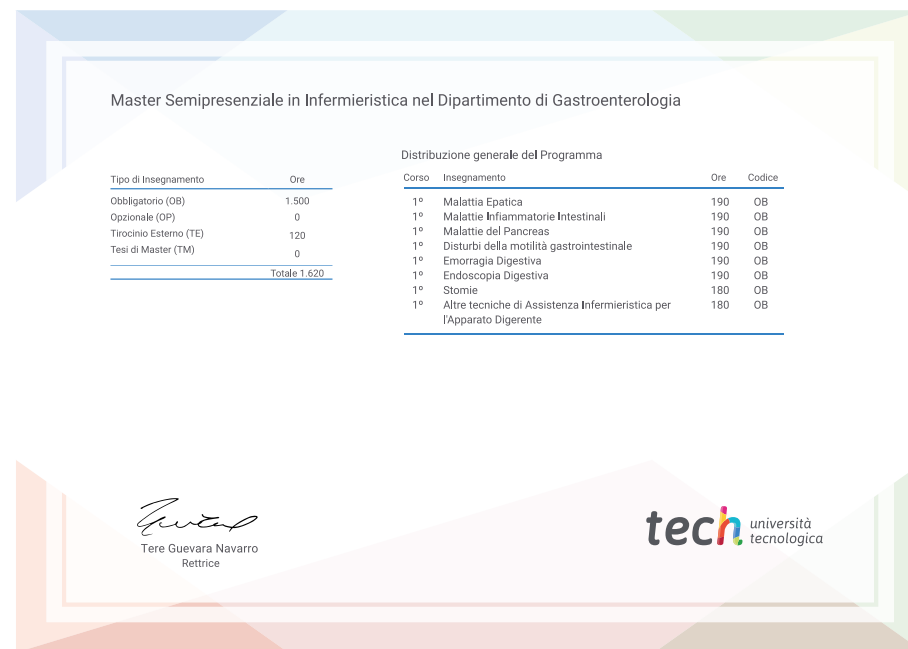 Master Semipresenziale in Infermieristica nel Dipartimento di Gastroenterologia
Tipo di Insegnamento Ore
Obbligatorio (OB) 1.500
Opzionale (OP) 0
Tirocinio Esterno (TE) 120
Tesi di Master (TM) 0
Totale 1.620
Distribuzione generale del Programma
Corso Insegnamento Ore Codice
1º Malattia Epatica 190 OB
1º Malattie Infiammatorie Intestinali 190 OB
1º Malattie del Pancreas 190 OB
1º Disturbi della motilità gastrointestinale 190 OB
1º Emorragia Digestiva 190 OB
1º Endoscopia Digestiva 190 OB
1º Stomie 180 OB
1º Altre tecniche di Assistenza Infermieristica per 180 OB
l'Apparato Digerente
Tere Guevara Navarro
Rettrice
tech università
tecnologica